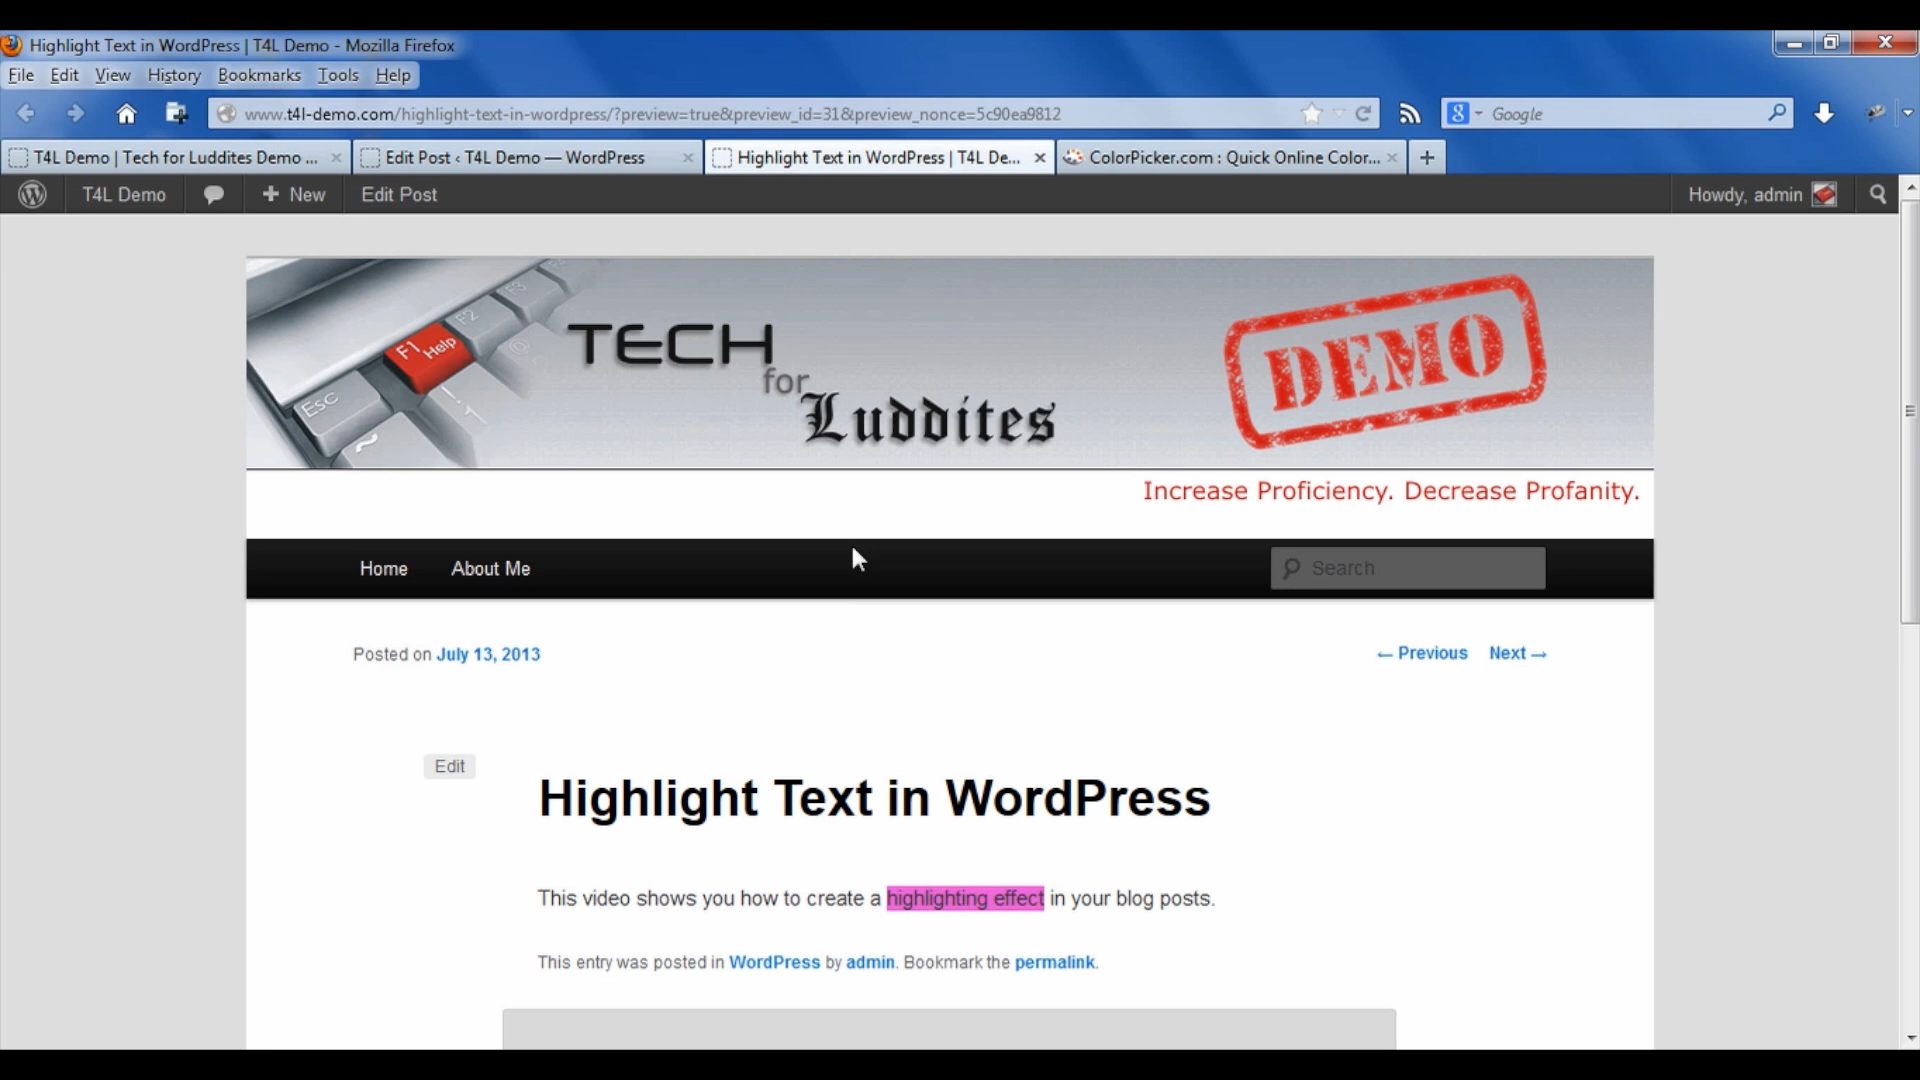 Highlight Text in WordPress | T4L Demo - Mozilla Firefox
File Edit View History Bookmarks Tools Help
www.t4l-demo.com/highlight-text-in-wordpress/?preview=true&preview_id=31&preview_nonce=5c90ea9812
Google
T4L Demo | Tech for Luddites Demo ...
Edit Post ‹ T4L Demo — WordPress
Highlight Text in WordPress | T4L De...
ColorPicker.com : Quick Online Color...
T4L Demo
+ New
Edit Post
Howdy, admin
F1 Help
F2
F3
Esc
TECH
for
Luddites
DEMO
Increase Proficiency. Decrease Profanity.
Home About Me
Search
Posted on July 13, 2013
← Previous Next →
Edit
Highlight Text in WordPress
This video shows you how to create a highlighting effect in your blog posts.
This entry was posted in WordPress by admin. Bookmark the permalink.